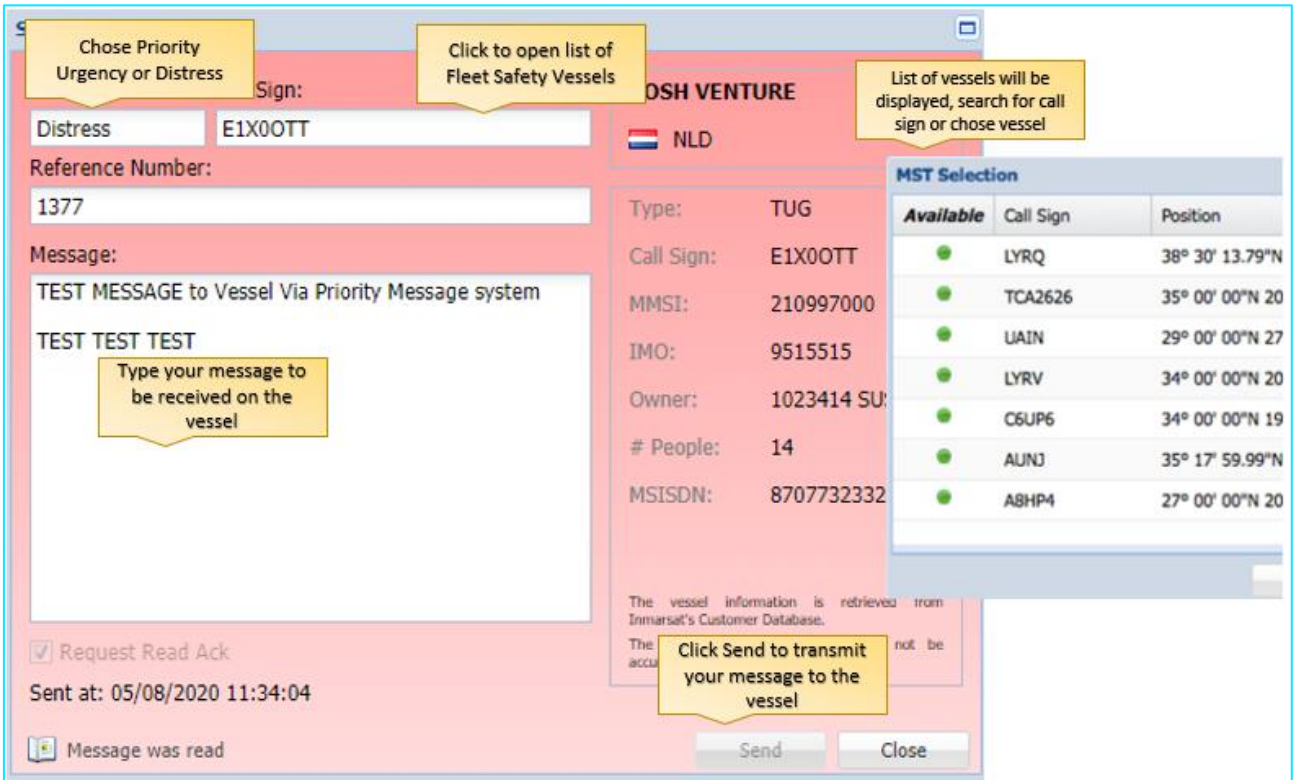 Chose Priority
Urgency or Distress
Click to open list of
Fleet Safety Vessels
List of vessels will be
displayed, search for call
sign or chose vessel
Sign:
Distress
E1X0OTT
Reference Number:
1377
Message:
TEST MESSAGE to Vessel Via Priority Message system
TEST TEST TEST
Type your message to
be received on the
vessel
Request Read Ack
Sent at: 05/08/2020 11:34:04
Message was read
OSH VENTURE
NLD
Type: TUG
Call Sign: E1X0OTT
MMSI: 210997000
IMO: 9515515
Owner: 1023414
# People: 14
MSISDN: 8707732332
The vessel information is retrieved from
Inmarsat's Customer Database.
The not be
Click Send to transmit
your message to the
vessel
Send Close
MST Selection
Available Call Sign Position
LYRQ 38° 30' 13.79"N
TCA2626 35° 00' 00"N 20
UAIN 29° 00' 00"N 27
LYRV 34° 00' 00"N 20
C6UP6 34° 00' 00"N 19
AUNJ 35° 17' 59.99"N
A8HP4 27° 00' 00"N 20